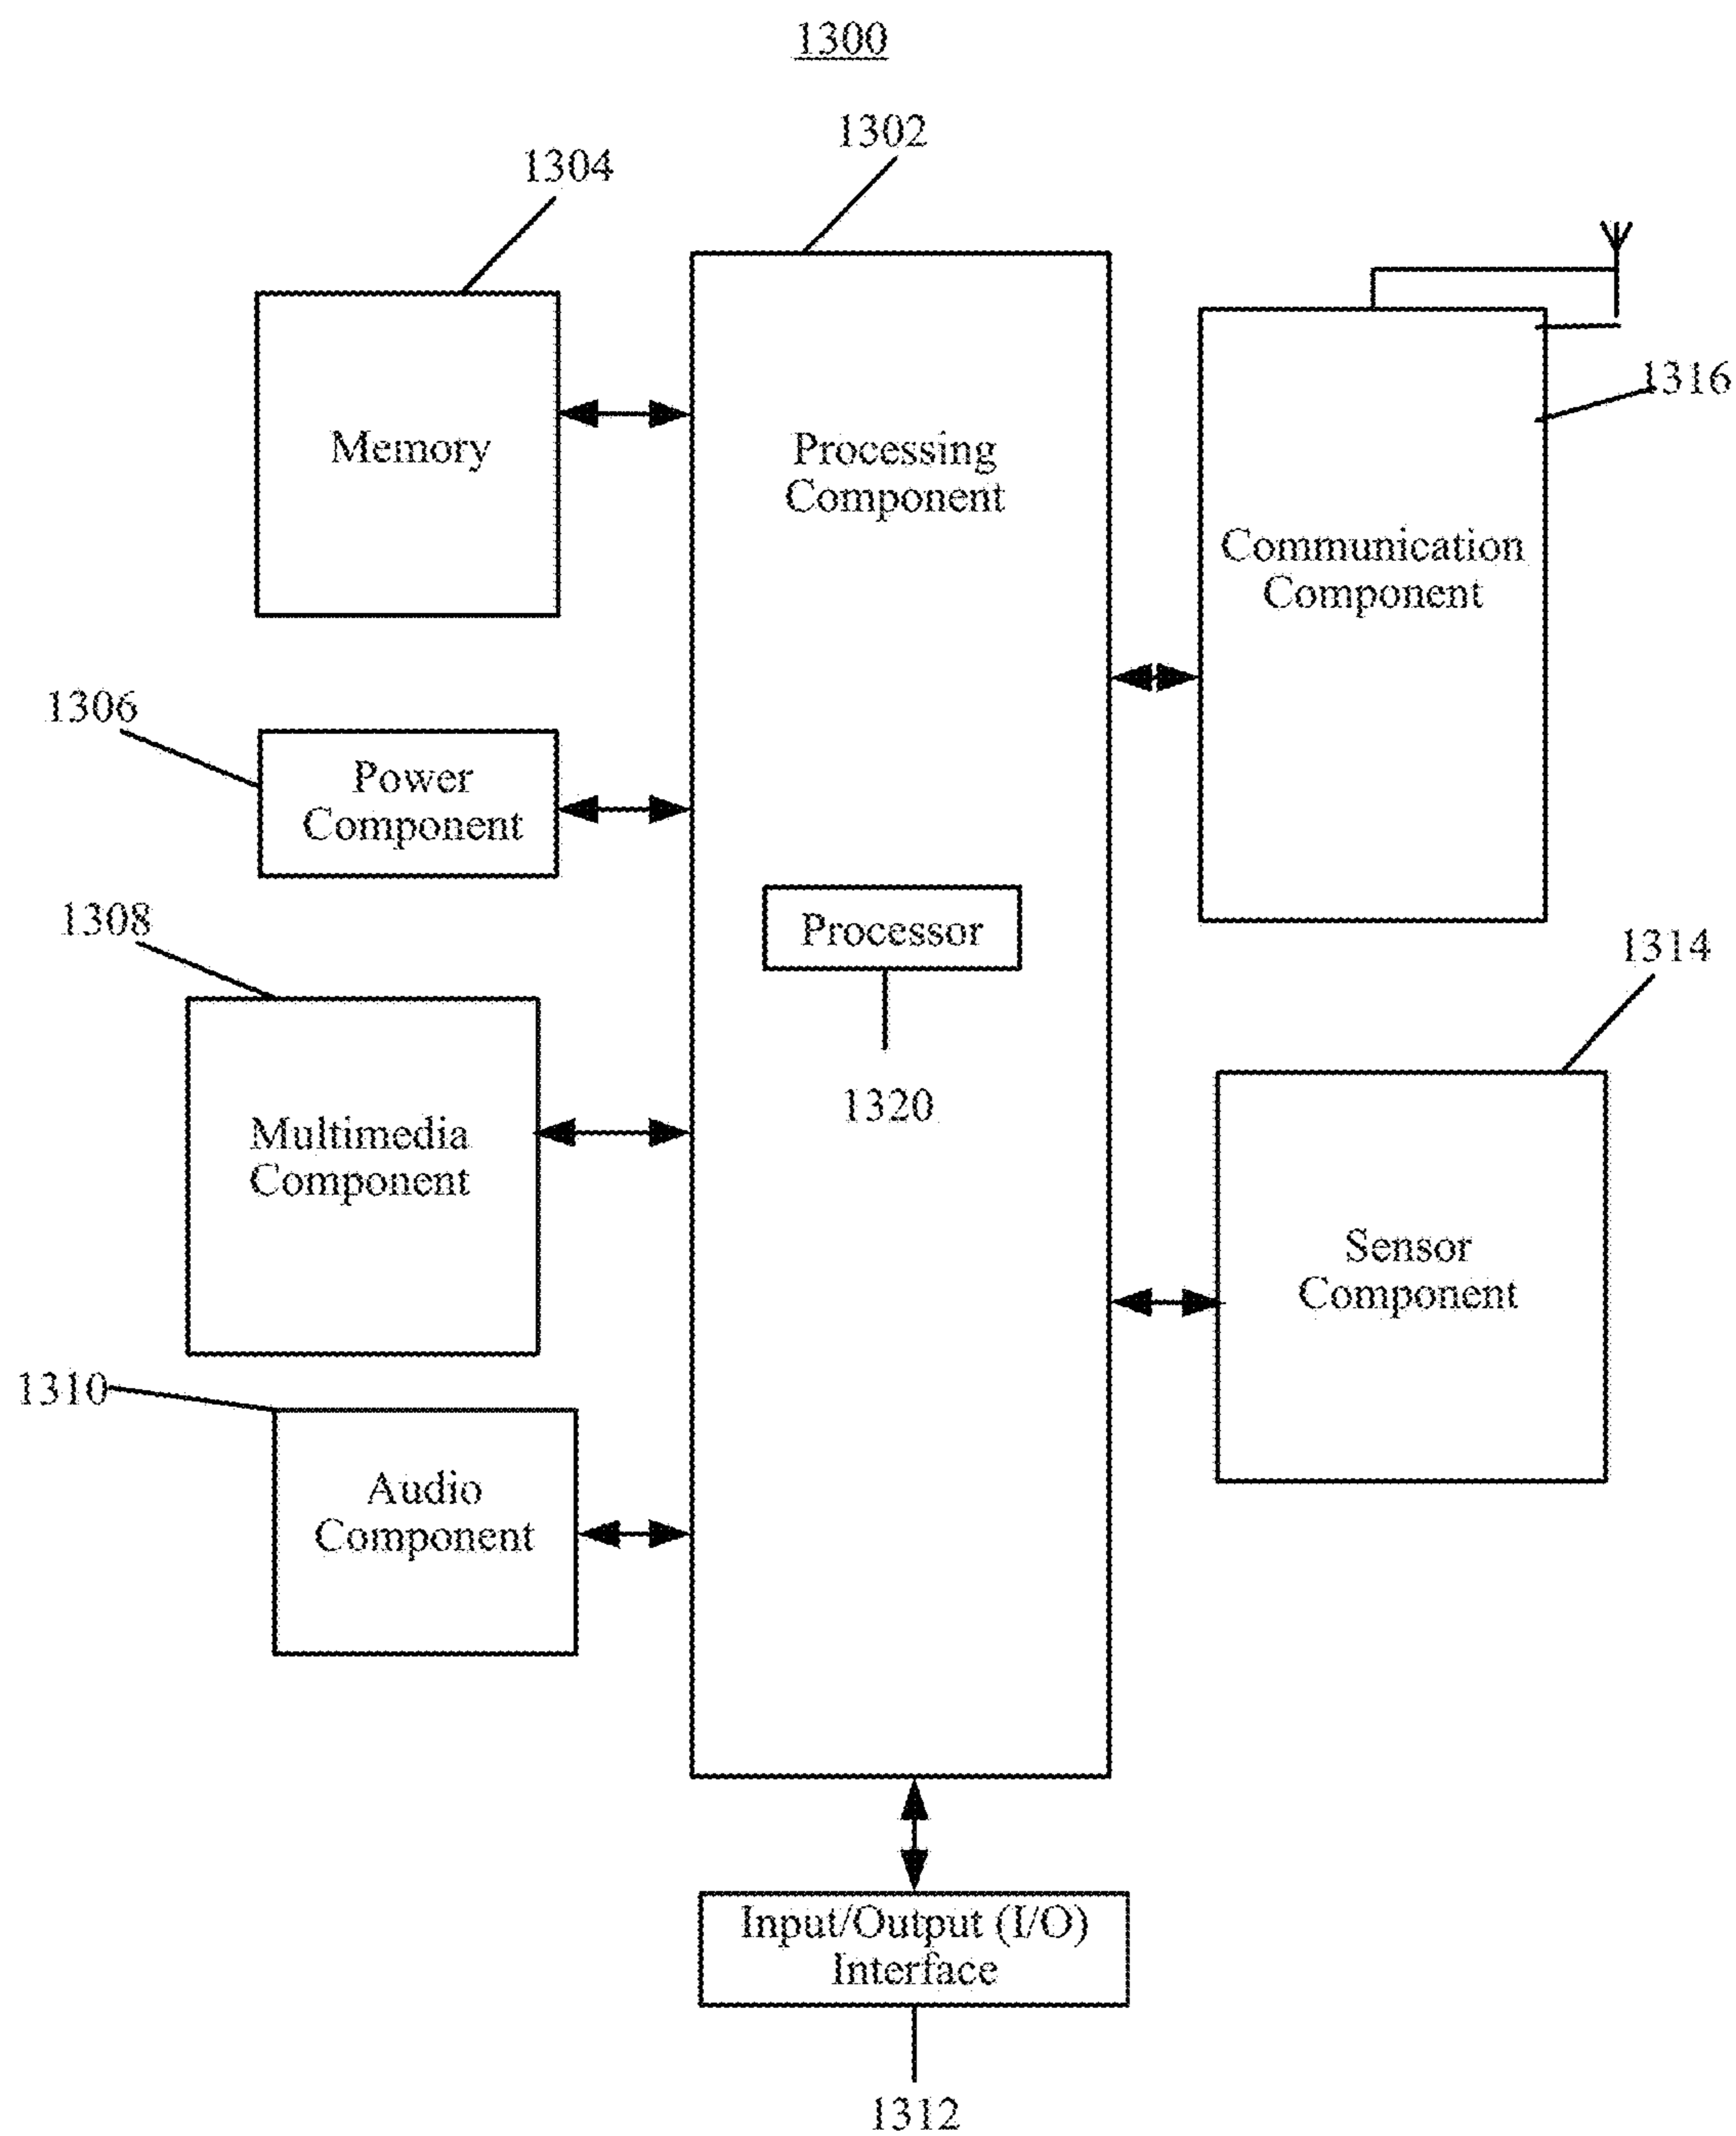 1300
1302
1304
1316
Memory
Processing
Component
Communication
Component
1306
Power
Component
1308
Processor
1314
1320
Multimedia
Component
Sensor
Component
1310
Audio
Component
Input/Output (I/O)
Interface
1312